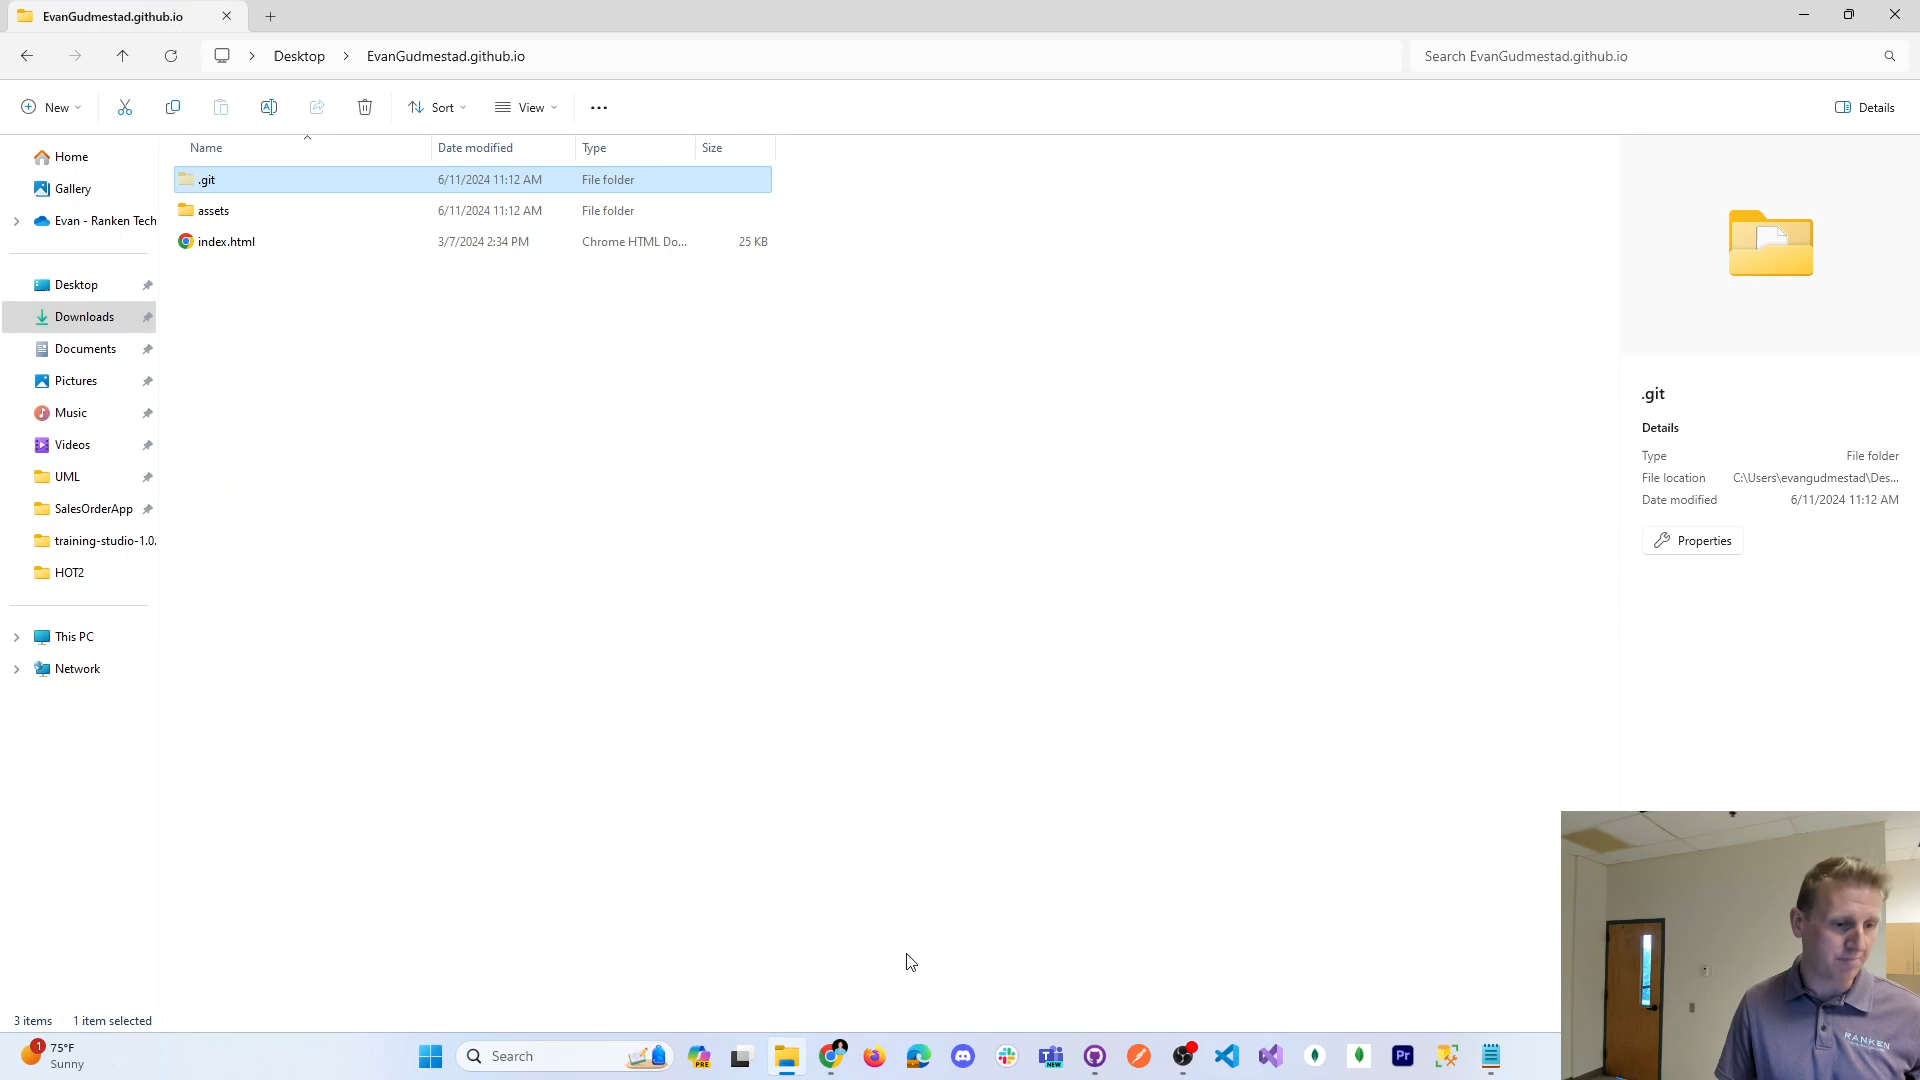 EvanGudmestad.github.io
Desktop
EvanGudmestad.github.io
Search EvanGudmestad.github.io
New
Sort
View
Details
Name
Date modified
Type
Size
.git
6/11/2024 11:12 AM
File folder
assets
6/11/2024 11:12 AM
File folder
index.html
3/7/2024 2:34 PM
Chrome HTML Do...
25 KB
Home
Gallery
Evan - Ranken Tech
Desktop
Downloads
Documents
Pictures
Music
Videos
UML
SalesOrderApp
training-studio-1.0.
HOT2
This PC
Network
.git
Details
Type
File folder
File location
C:\Users\evangudmestad\Des...
Date modified
6/11/2024 11:12 AM
Properties
3 items
1 item selected
1
75°F
Sunny
Search
PRE
NEW
Pr
RANKEN